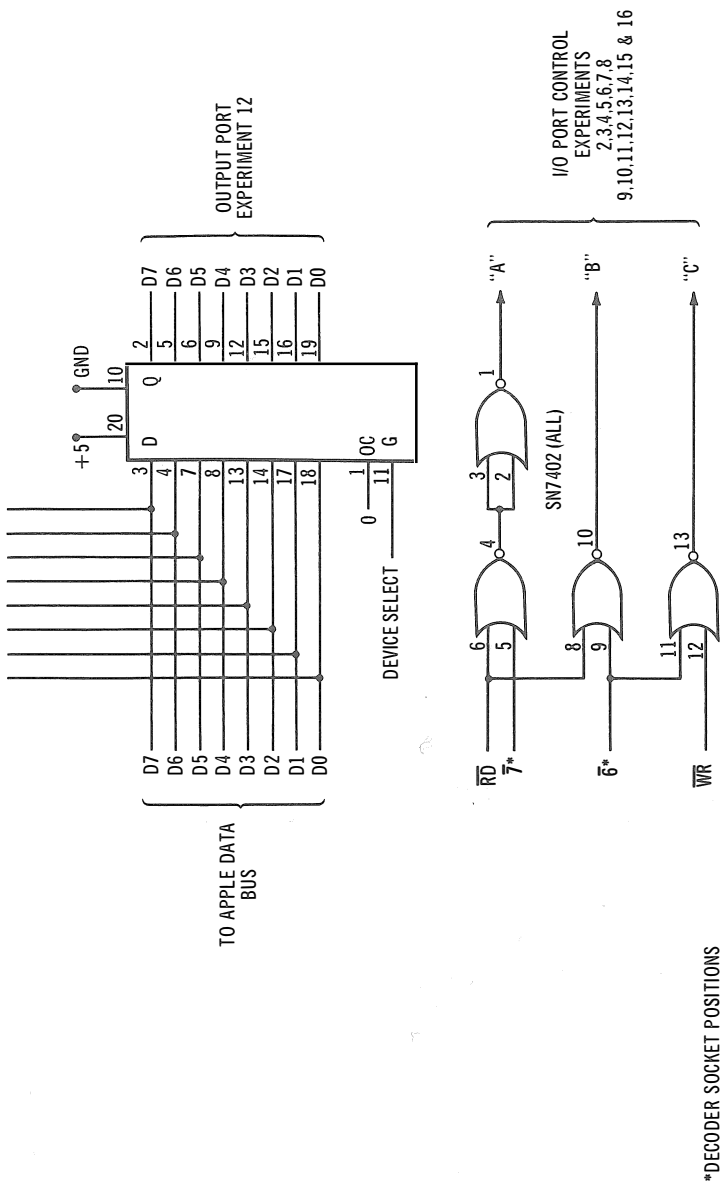 OUTPUT PORT
EXPERIMENT 12
+5
GND
20
10
D
Q
D7
3
2
D7
D6
4
5
D6
D5
7
6
D5
D4
8
9
D4
D3
13
12
D3
D2
14
15
D2
D1
17
16
D1
D0
18
19
D0
TO APPLE DATA
BUS
0
1
OC
DEVICE SELECT
11
G
I/O PORT CONTROL
EXPERIMENTS
2,3,4,5,6,7,8
9,10,11,12,13,14,15 & 16
R̅D̅
7̅*
6
5
4
3
2
1
"A"
SN7402 (ALL)
6̅*
8
9
10
"B"
W̅R̅
11
12
13
"C"
*DECODER SOCKET POSITIONS